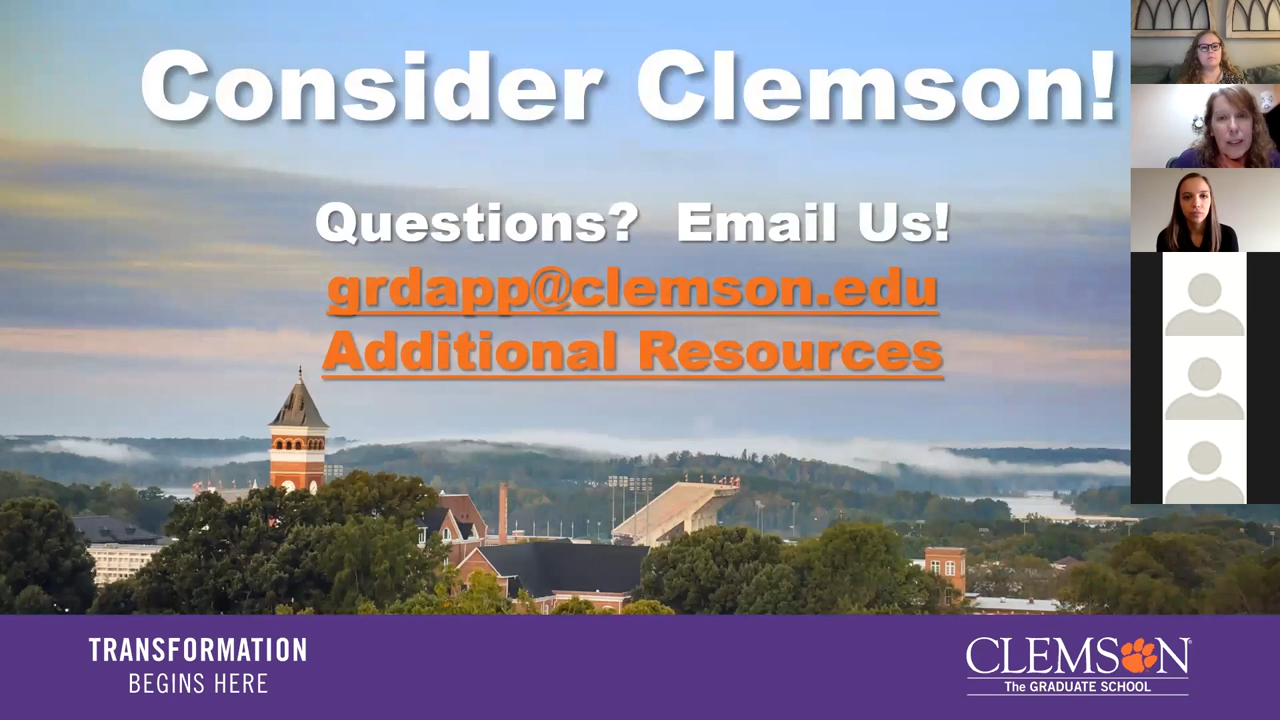 Consider Clemson!
Questions? Email Us!
grdapp@clemson.edu
Additional Resources
TRANSFORMATION
BEGINS HERE
CLEMSON
The GRADUATE SCHOOL